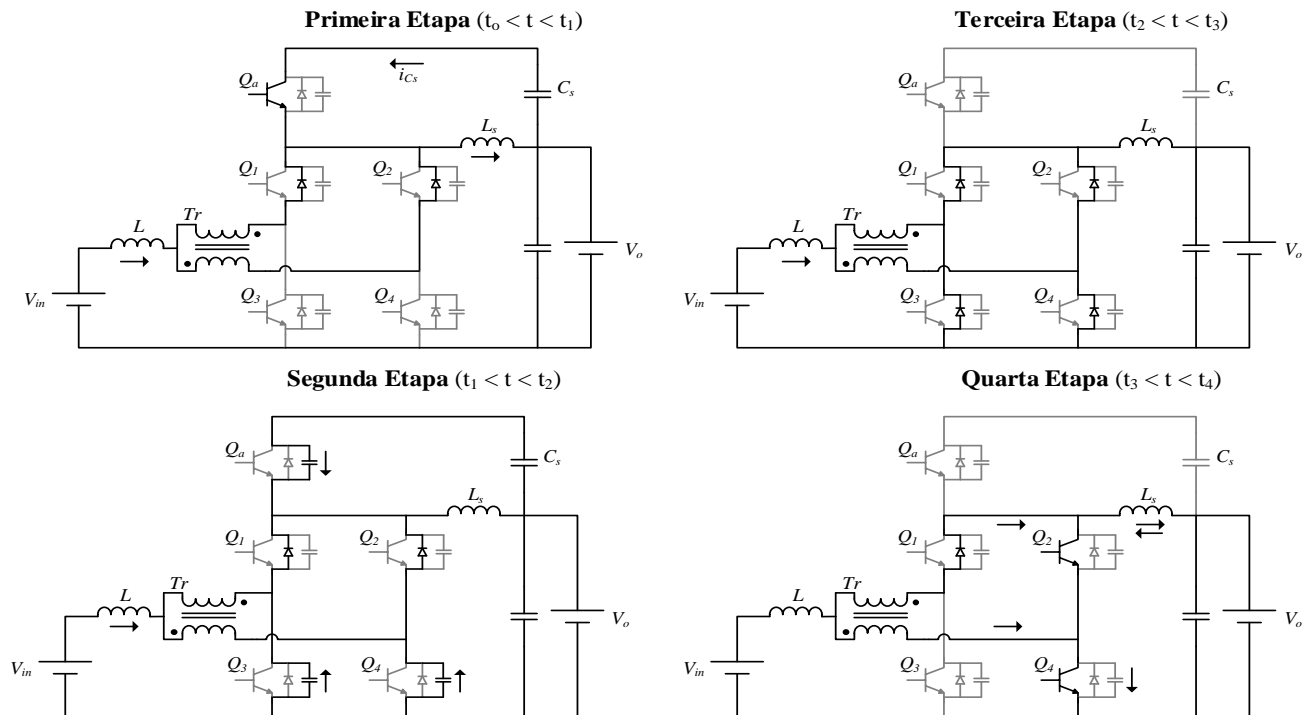 Primeira Etapa (to < t < t1)
Qa
iCs
Cs
Ls
Q1
Q2
L
Tr
Vin
Vo
Q3
Q4
Terceira Etapa (t2 < t < t3)
Qa
Cs
Ls
Q1
Q2
L
Tr
Vin
Vo
Q3
Q4
Segunda Etapa (t1 < t < t2)
Qa
Cs
Ls
Q1
Q2
L
Tr
Vin
Vo
Q3
Q4
Quarta Etapa (t3 < t < t4)
Qa
Cs
Ls
Q1
Q2
L
Tr
Vin
Vo
Q3
Q4